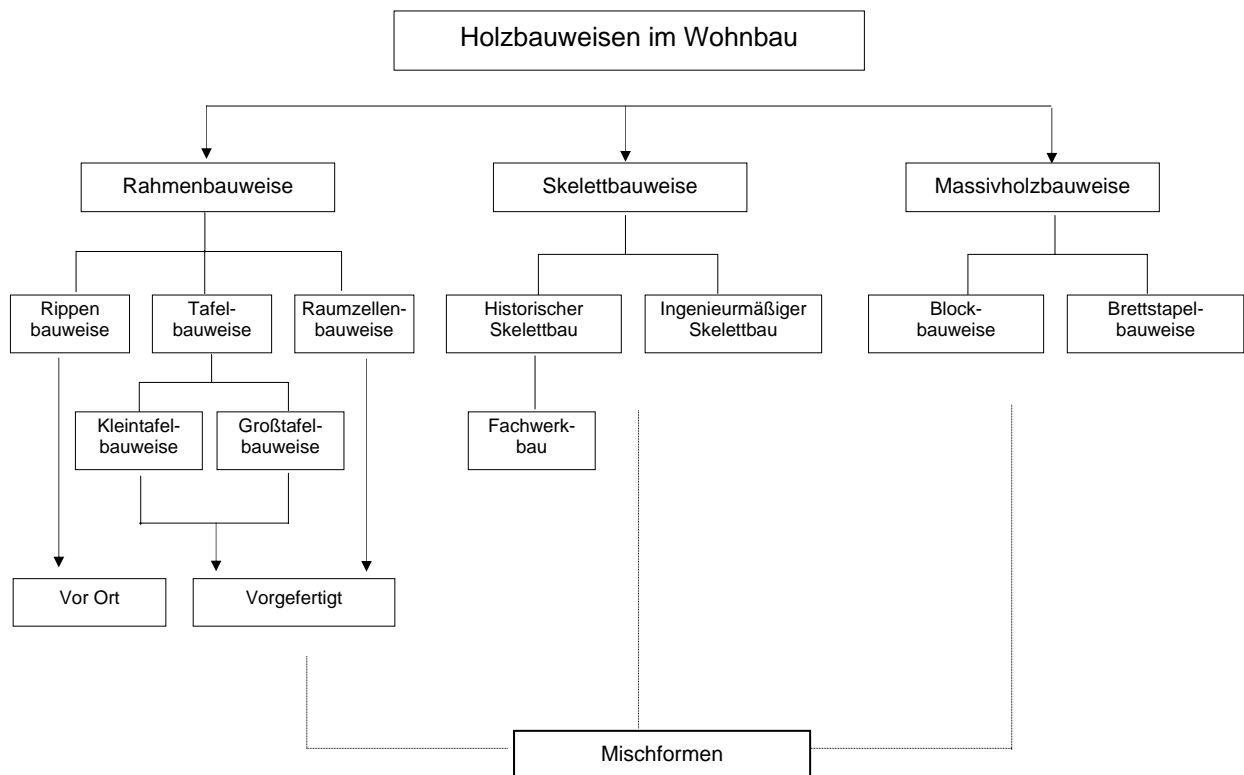 Holzbauweisen im Wohnbau
Rahmenbauweise
Skelettbauweise
Massivholzbauweise
Rippen
bauweise
Tafel-
bauweise
Raumzellen-
bauweise
Historischer
Skelettbau
Ingenieurmäßiger
Skelettbau
Block-
bauweise
Brettstapel-
bauweise
Kleintafel-
bauweise
Großtafel-
bauweise
Fachwerk-
bau
Vor Ort
Vorgefertigt
Mischformen